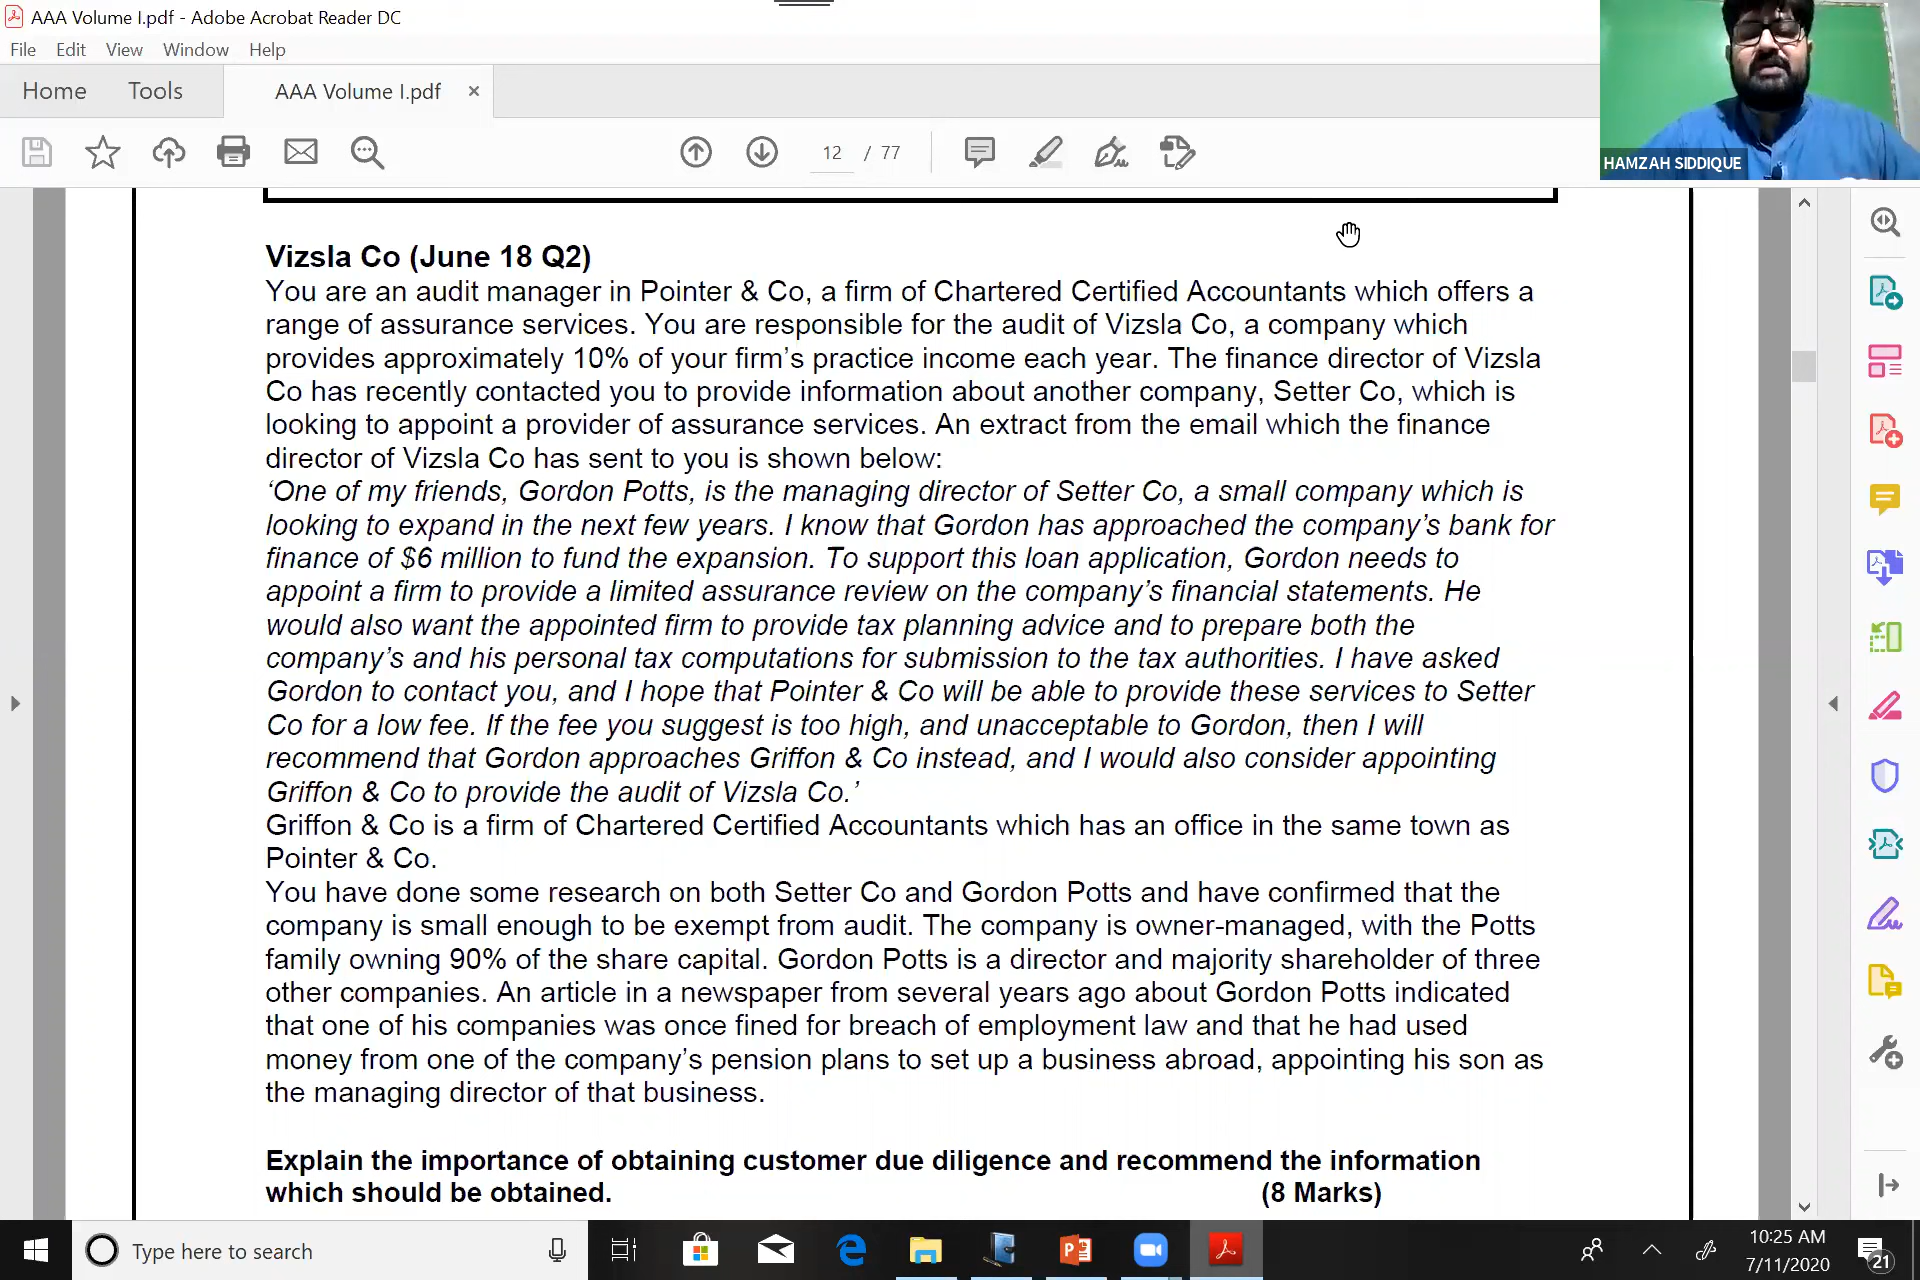 AAA Volume I.pdf - Adobe Acrobat Reader DC
File Edit View Window Help
Home Tools AAA Volume I.pdf ×
12 / 77
HAMZAH SIDDIQUE
Vizsla Co (June 18 Q2)
You are an audit manager in Pointer & Co, a firm of Chartered Certified Accountants which offers a
range of assurance services. You are responsible for the audit of Vizsla Co, a company which
provides approximately 10% of your firm's practice income each year. The finance director of Vizsla
Co has recently contacted you to provide information about another company, Setter Co, which is
looking to appoint a provider of assurance services. An extract from the email which the finance
director of Vizsla Co has sent to you is shown below:
‘One of my friends, Gordon Potts, is the managing director of Setter Co, a small company which is
looking to expand in the next few years. I know that Gordon has approached the company’s bank for
finance of $6 million to fund the expansion. To support this loan application, Gordon needs to
appoint a firm to provide a limited assurance review on the company’s financial statements. He
would also want the appointed firm to provide tax planning advice and to prepare both the
company’s and his personal tax computations for submission to the tax authorities. I have asked
Gordon to contact you, and I hope that Pointer & Co will be able to provide these services to Setter
Co for a low fee. If the fee you suggest is too high, and unacceptable to Gordon, then I will
recommend that Gordon approaches Griffon & Co instead, and I would also consider appointing
Griffon & Co to provide the audit of Vizsla Co.’
Griffon & Co is a firm of Chartered Certified Accountants which has an office in the same town as
Pointer & Co.
You have done some research on both Setter Co and Gordon Potts and have confirmed that the
company is small enough to be exempt from audit. The company is owner-managed, with the Potts
family owning 90% of the share capital. Gordon Potts is a director and majority shareholder of three
other companies. An article in a newspaper from several years ago about Gordon Potts indicated
that one of his companies was once fined for breach of employment law and that he had used
money from one of the company’s pension plans to set up a business abroad, appointing his son as
the managing director of that business.
Explain the importance of obtaining customer due diligence and recommend the information
which should be obtained. (8 Marks)
Type here to search
10:25 AM
7/11/2020
21